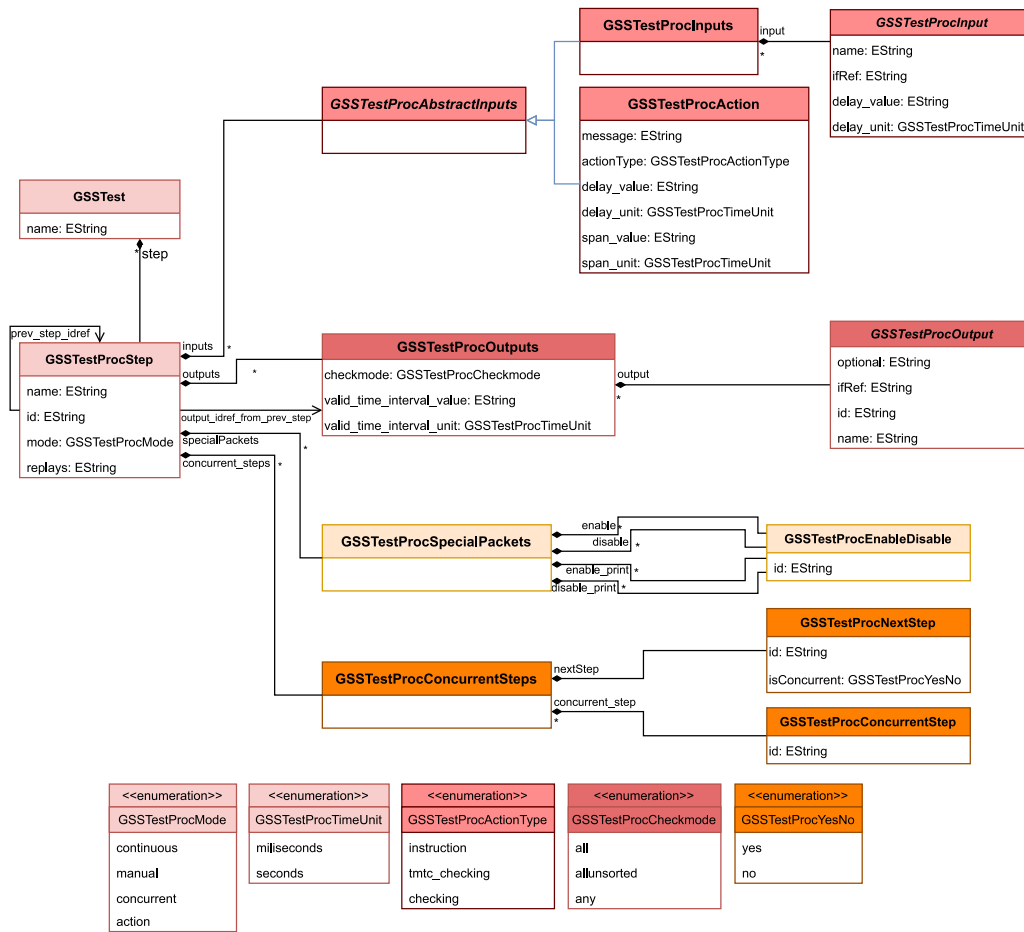 GSSTestProcInputs
input
*
GSSTestProcInput
name: EString
ifRef: EString
delay_value: EString
delay_unit: GSSTestProcTimeUnit
GSSTestProcAbstractInputs
GSSTestProcAction
message: EString
actionType: GSSTestProcActionType
delay_value: EString
delay_unit: GSSTestProcTimeUnit
span_value: EString
span_unit: GSSTestProcTimeUnit
GSSTest
name: EString
* step
prev_step_idref
GSSTestProcStep
name: EString
id: EString
mode: GSSTestProcMode
replays: EString
inputs
*
outputs
*
output_idref_from_prev_step
specialPackets
*
concurrent_steps
*
GSSTestProcOutputs
checkmode: GSSTestProcCheckmode
valid_time_interval_value: EString
valid_time_interval_unit: GSSTestProcTimeUnit
output
*
GSSTestProcOutput
optional: EString
ifRef: EString
id: EString
name: EString
GSSTestProcSpecialPackets
enable *
disable *
enable_print *
disable_print *
GSSTestProcEnableDisable
id: EString
GSSTestProcConcurrentSteps
nextStep
concurrent_step
*
GSSTestProcNextStep
id: EString
isConcurrent: GSSTestProcYesNo
GSSTestProcConcurrentStep
id: EString
<<enumeration>>
GSSTestProcMode
continuous
manual
concurrent
action
<<enumeration>>
GSSTestProcTimeUnit
miliseconds
seconds
<<enumeration>>
GSSTestProcActionType
instruction
tmtc_checking
checking
<<enumeration>>
GSSTestProcCheckmode
all
allunsorted
any
<<enumeration>>
GSSTestProcYesNo
yes
no